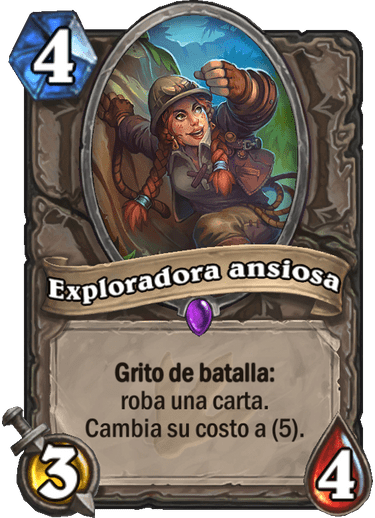 4
Exploradora ansiosa
Grito de batalla:
roba una carta.
Cambia su costo a (5).
3
4